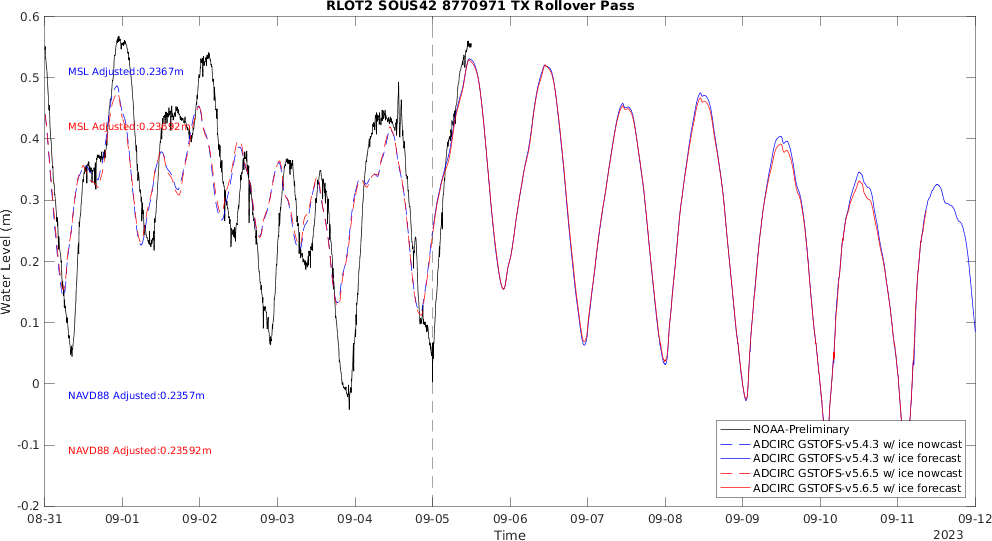 RLOT2 SOUS42 8770971 TX Rollover Pass
0.6
0.5
0.4
0.3
0.2
0.1
0
-0.1
-0.2
Water Level (m)
MSL Adjusted:0.2367m
MSL Adjusted:0.23592m
NAVD88 Adjusted:0.2357m
NAVD88 Adjusted:0.23592m
NOAA-Preliminary
ADCIRC GSTOFS-v5.4.3 w/ ice nowcast
ADCIRC GSTOFS-v5.4.3 w/ ice forecast
ADCIRC GSTOFS-v5.6.5 w/ ice nowcast
ADCIRC GSTOFS-v5.6.5 w/ ice forecast
08-31 09-01 09-02 09-03 09-04 09-05 09-06 09-07 09-08 09-09 09-10 09-11 09-12
Time
2023